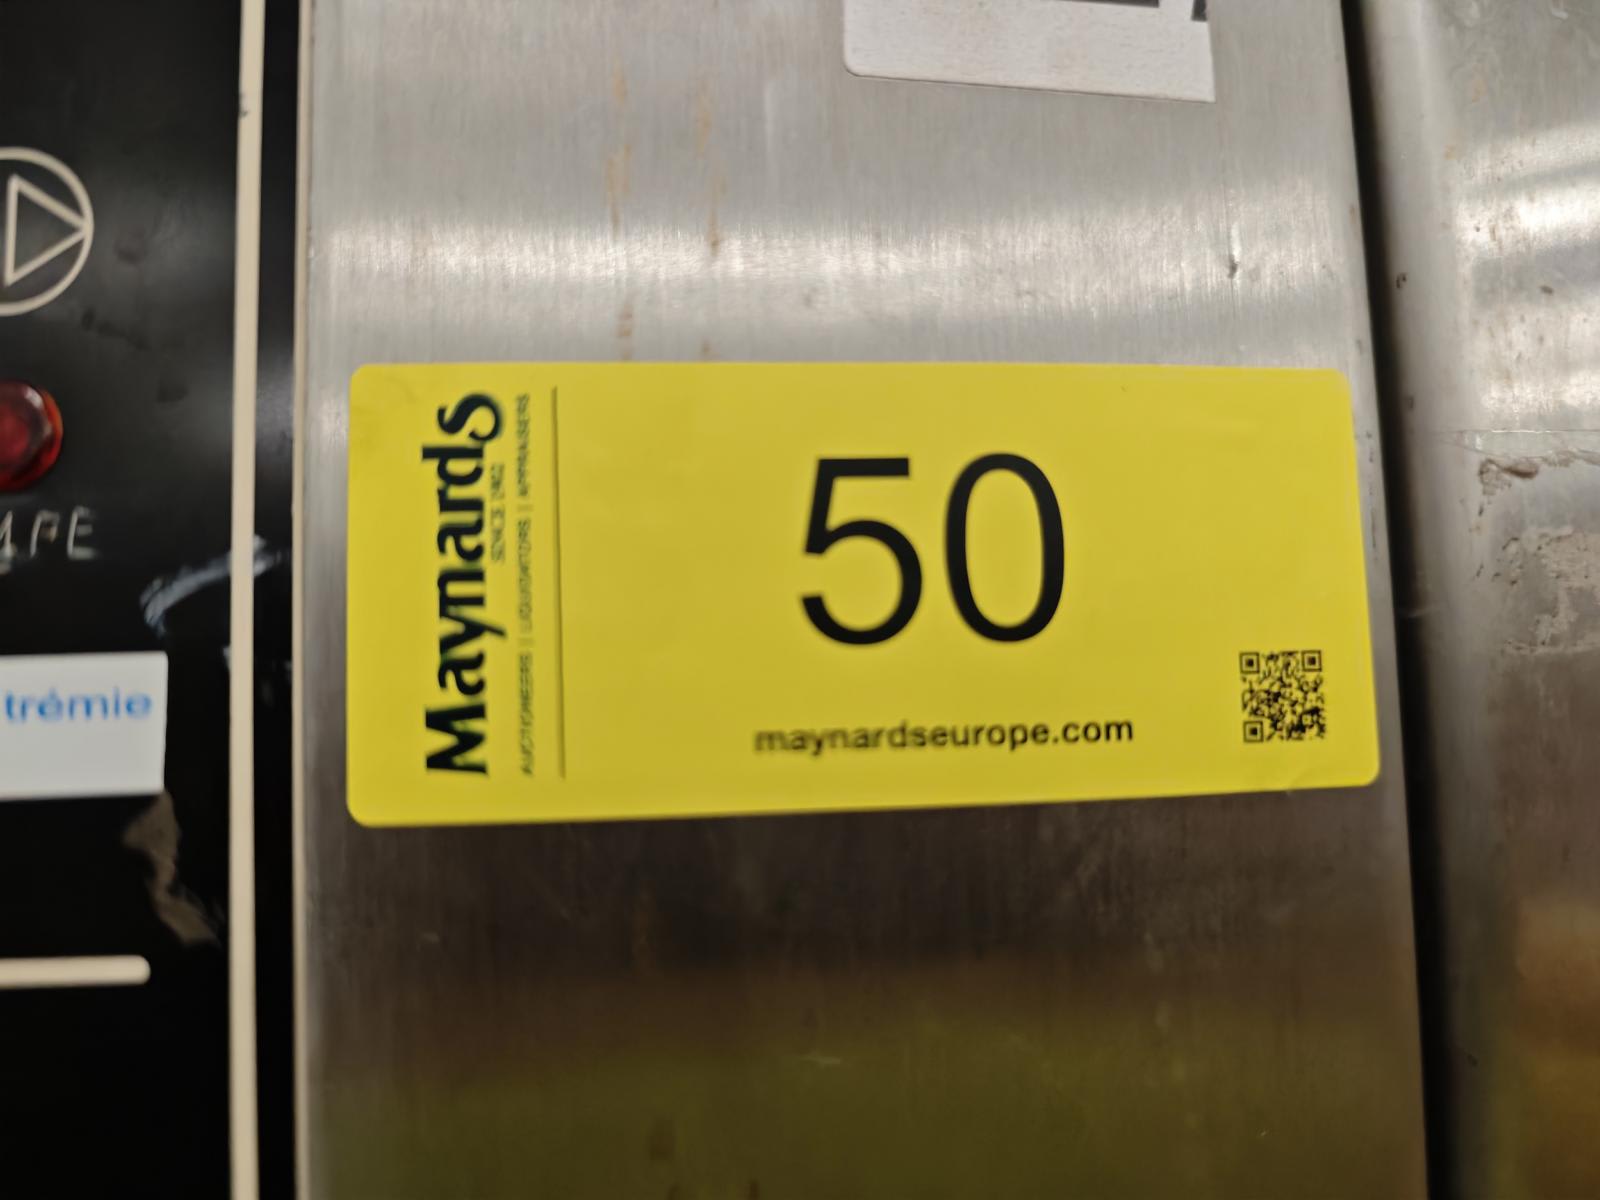 Maynards
SINCE 1902
AUCTIONEERS | LIQUIDATORS | APPRAISERS
50
maynardseurope.com
trémie